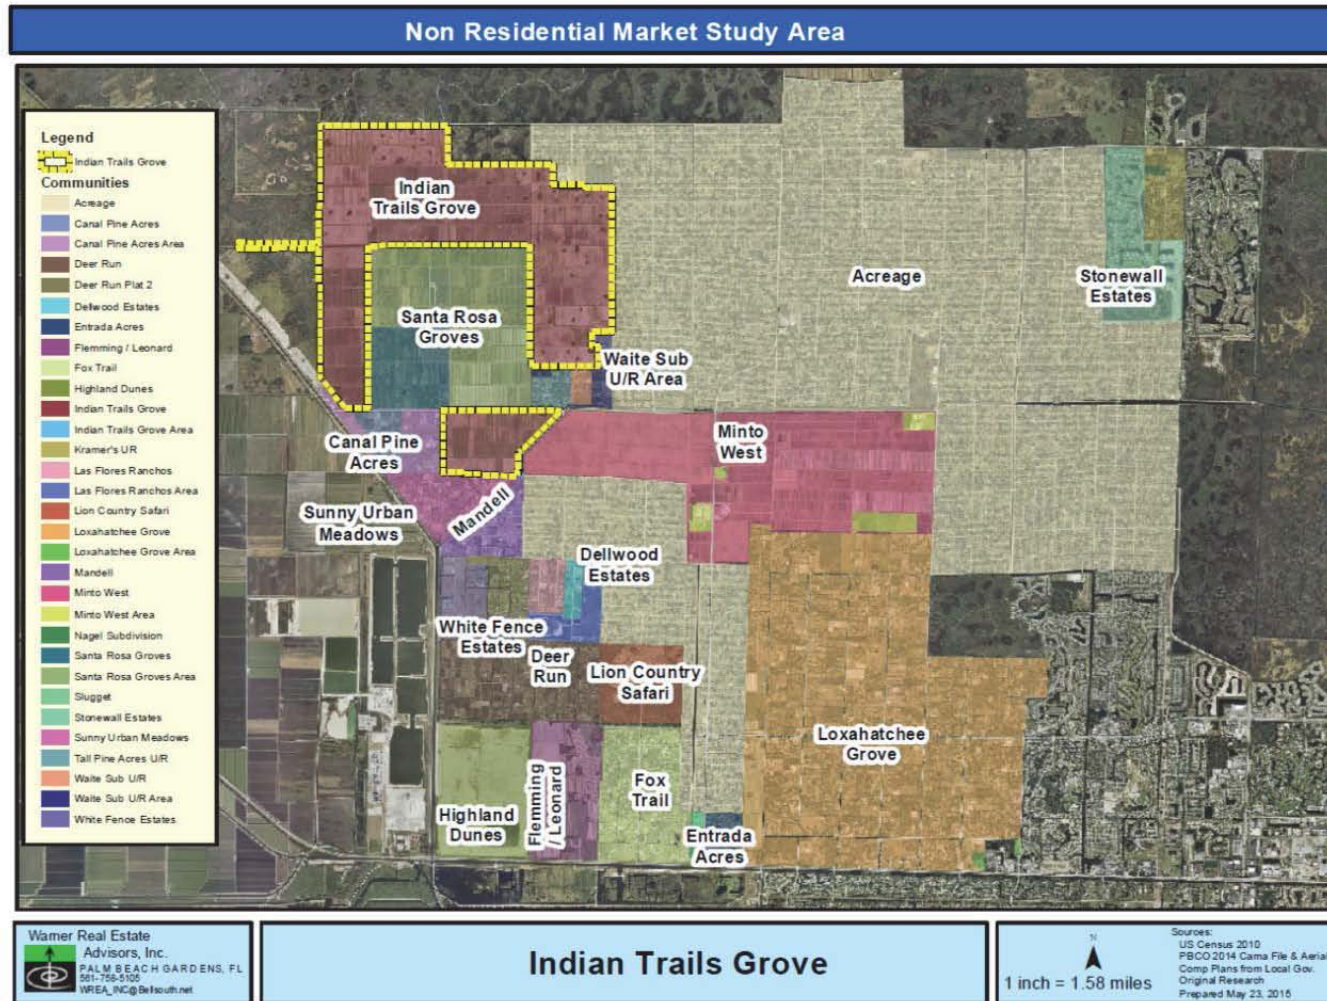 Non Residential Market Study Area
Legend
Indian Trails Grove
Communities
Acreage
Canal Pine Acres
Canal Pine Acres Area
Deer Run
Deer Run Plat 2
Dellwood Estates
Entrada Acres
Flemming / Leonard
Fox Trail
Highland Dunes
Indian Trails Grove
Indian Trails Grove Area
Kramer's UR
Las Flores Ranchos
Las Flores Ranchos Area
Lion Country Safari
Loxahatchee Grove
Loxahatchee Grove Area
Mandell
Minto West
Minto West Area
Nagel Subdivision
Santa Rosa Groves
Santa Rosa Groves Area
Slugget
Stonewall Estates
Sunny Urban Meadows
Tall Pine Acres U/R
Waite Sub U/R
Waite Sub U/R Area
White Fence Estates
Indian
Trails Grove
Acreage
Stonewall
Estates
Santa Rosa
Groves
Waite Sub
U/R Area
Canal Pine
Acres
Minto
West
Sunny Urban
Meadows
Mandell
Dellwood
Estates
White Fence
Estates
Deer
Run
Lion Country
Safari
Loxahatchee
Grove
Highland
Dunes
Flemming
/ Leonard
Fox
Trail
Entrada
Acres
Warner Real Estate
Advisors, Inc.
PALM BEACH GARDENS, FL
561-758-5105
WREA_INC@Bellsouth.net
Indian Trails Grove
N
1 inch = 1.58 miles
Sources:
US Census 2010
PBCO 2014 Cama File & Aerial
Comp Plans from Local Gov.
Original Research
Prepared May 23, 2015